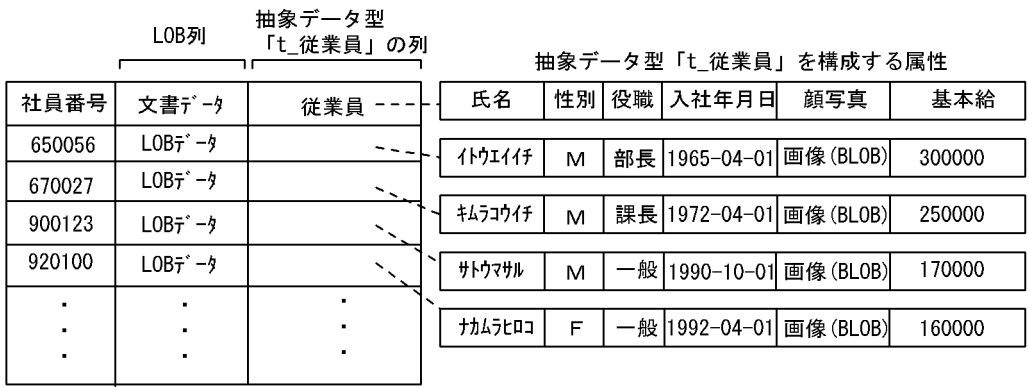 抽象データ型
LOB列 「t_従業員」の列
抽象データ型「t_従業員」を構成する属性
社員番号 文書ﾃﾞｰﾀ 従業員 氏名 性別 役職 入社年月日 顔写真 基本給
650056 LOBﾃﾞｰﾀ
ｲﾄｳｴｲｲﾁ M 部長 1965-04-01 画像(BLOB) 300000
670027 LOBﾃﾞｰﾀ
ｷﾑﾗｺｳｲﾁ M 課長 1972-04-01 画像(BLOB) 250000
900123 LOBﾃﾞｰﾀ
ｻﾄｳﾏｻﾙ M 一般 1990-10-01 画像(BLOB) 170000
920100 LOBﾃﾞｰﾀ
ﾅｶﾑﾗﾋﾛｺ F 一般 1992-04-01 画像(BLOB) 160000